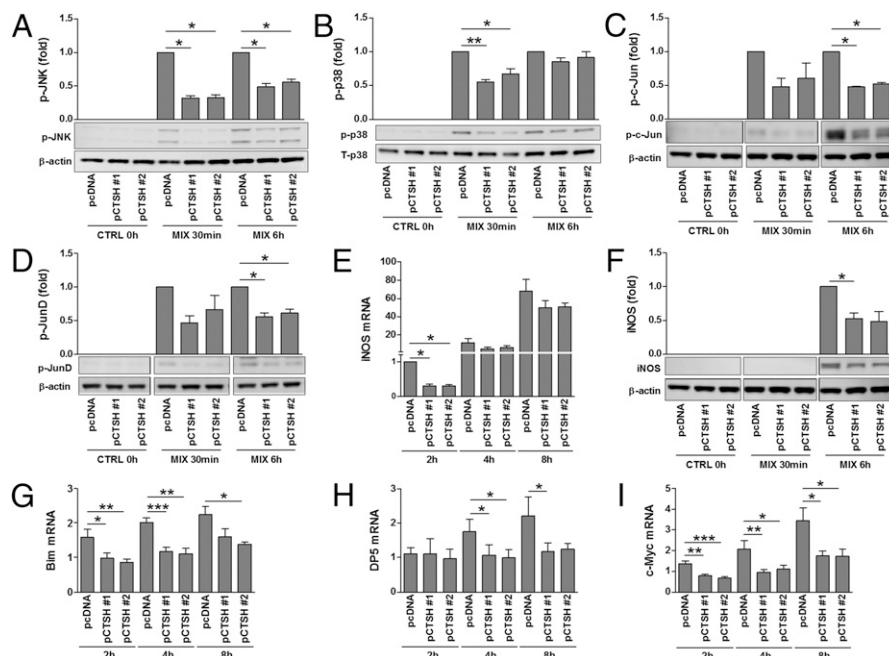 A
p-JNK (fold)
1.5
1.0
0.5
0.0
*
*
*
*
p-JNK
β-actin
pcDNA
pCTSH #1
pCTSH #2
pcDNA
pCTSH #1
pCTSH #2
pcDNA
pCTSH #1
pCTSH #2
CTRL 0h
MIX 30min
MIX 6h
B
p-p38 (fold)
1.5
1.0
0.5
0.0
*
**
p-p38
T-p38
pcDNA
pCTSH #1
pCTSH #2
pcDNA
pCTSH #1
pCTSH #2
pcDNA
pCTSH #1
pCTSH #2
CTRL 0h
MIX 30min
MIX 6h
C
p-c-Jun (fold)
1.5
1.0
0.5
0.0
*
*
p-c-Jun
β-actin
pcDNA
pCTSH #1
pCTSH #2
pcDNA
pCTSH #1
pCTSH #2
pcDNA
pCTSH #1
pCTSH #2
CTRL 0h
MIX 30min
MIX 6h
D
p-JunD (fold)
1.5
1.0
0.5
0.0
*
*
p-JunD
β-actin
pcDNA
pCTSH #1
pCTSH #2
pcDNA
pCTSH #1
pCTSH #2
pcDNA
pCTSH #1
pCTSH #2
CTRL 0h
MIX 30min
MIX 6h
E
iNOS mRNA
100
80
60
40
20
1
0
*
*
pcDNA
pCTSH #1
pCTSH #2
pcDNA
pCTSH #1
pCTSH #2
pcDNA
pCTSH #1
pCTSH #2
2h
4h
8h
F
iNOS (fold)
1.5
1.0
0.5
0.0
*
iNOS
β-actin
pcDNA
pCTSH #1
pCTSH #2
pcDNA
pCTSH #1
pCTSH #2
pcDNA
pCTSH #1
pCTSH #2
CTRL 0h
MIX 30min
MIX 6h
G
Bim mRNA
3
2
1
0
**
*
**
***
*
pcDNA
pCTSH #1
pCTSH #2
pcDNA
pCTSH #1
pCTSH #2
pcDNA
pCTSH #1
pCTSH #2
2h
4h
8h
H
DP5 mRNA
3
2
1
0
*
*
*
pcDNA
pCTSH #1
pCTSH #2
pcDNA
pCTSH #1
pCTSH #2
pcDNA
pCTSH #1
pCTSH #2
2h
4h
8h
I
c-Myc mRNA
5
4
3
2
1
0
***
**
*
**
*
*
pcDNA
pCTSH #1
pCTSH #2
pcDNA
pCTSH #1
pCTSH #2
pcDNA
pCTSH #1
pCTSH #2
2h
4h
8h